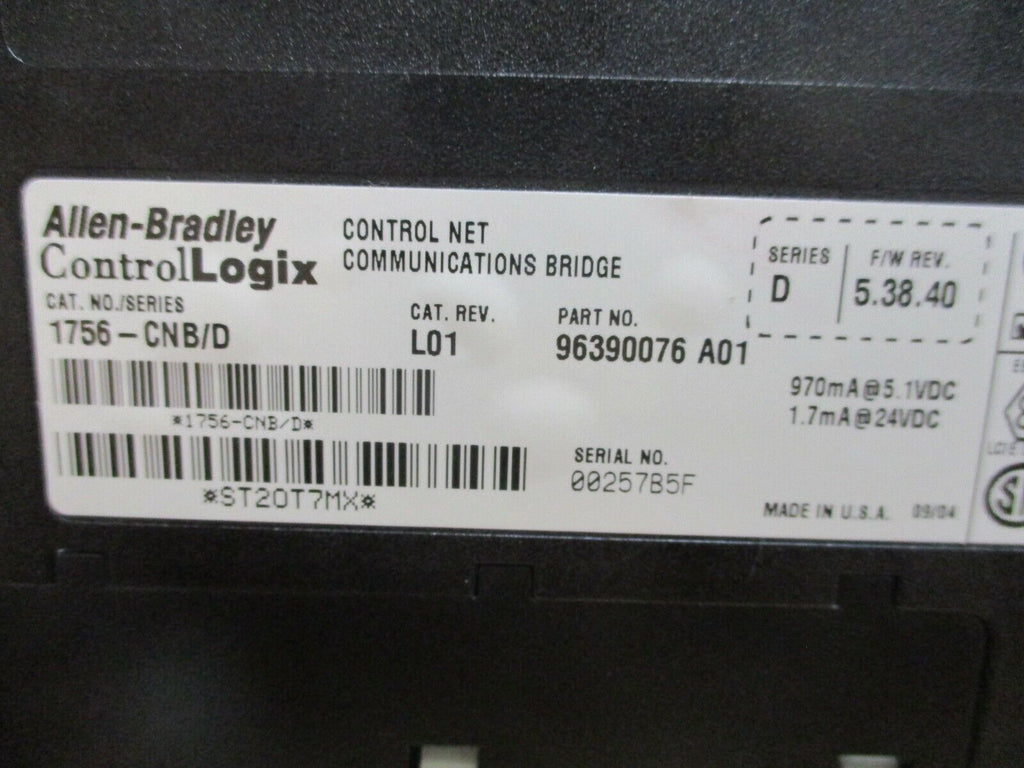 Allen-Bradley
ControlLogix
CONTROL NET
COMMUNICATIONS BRIDGE
SERIES
D
F/W REV.
5.38.40
CAT. NO./SERIES
1756-CNB/D
CAT. REV.
L01
PART NO.
96390076 A01
970mA@5.1VDC
1.7mA@24VDC
*1756-CNB/D*
*ST20T7MX*
SERIAL NO.
00257B5F
MADE IN U.S.A. 09/04